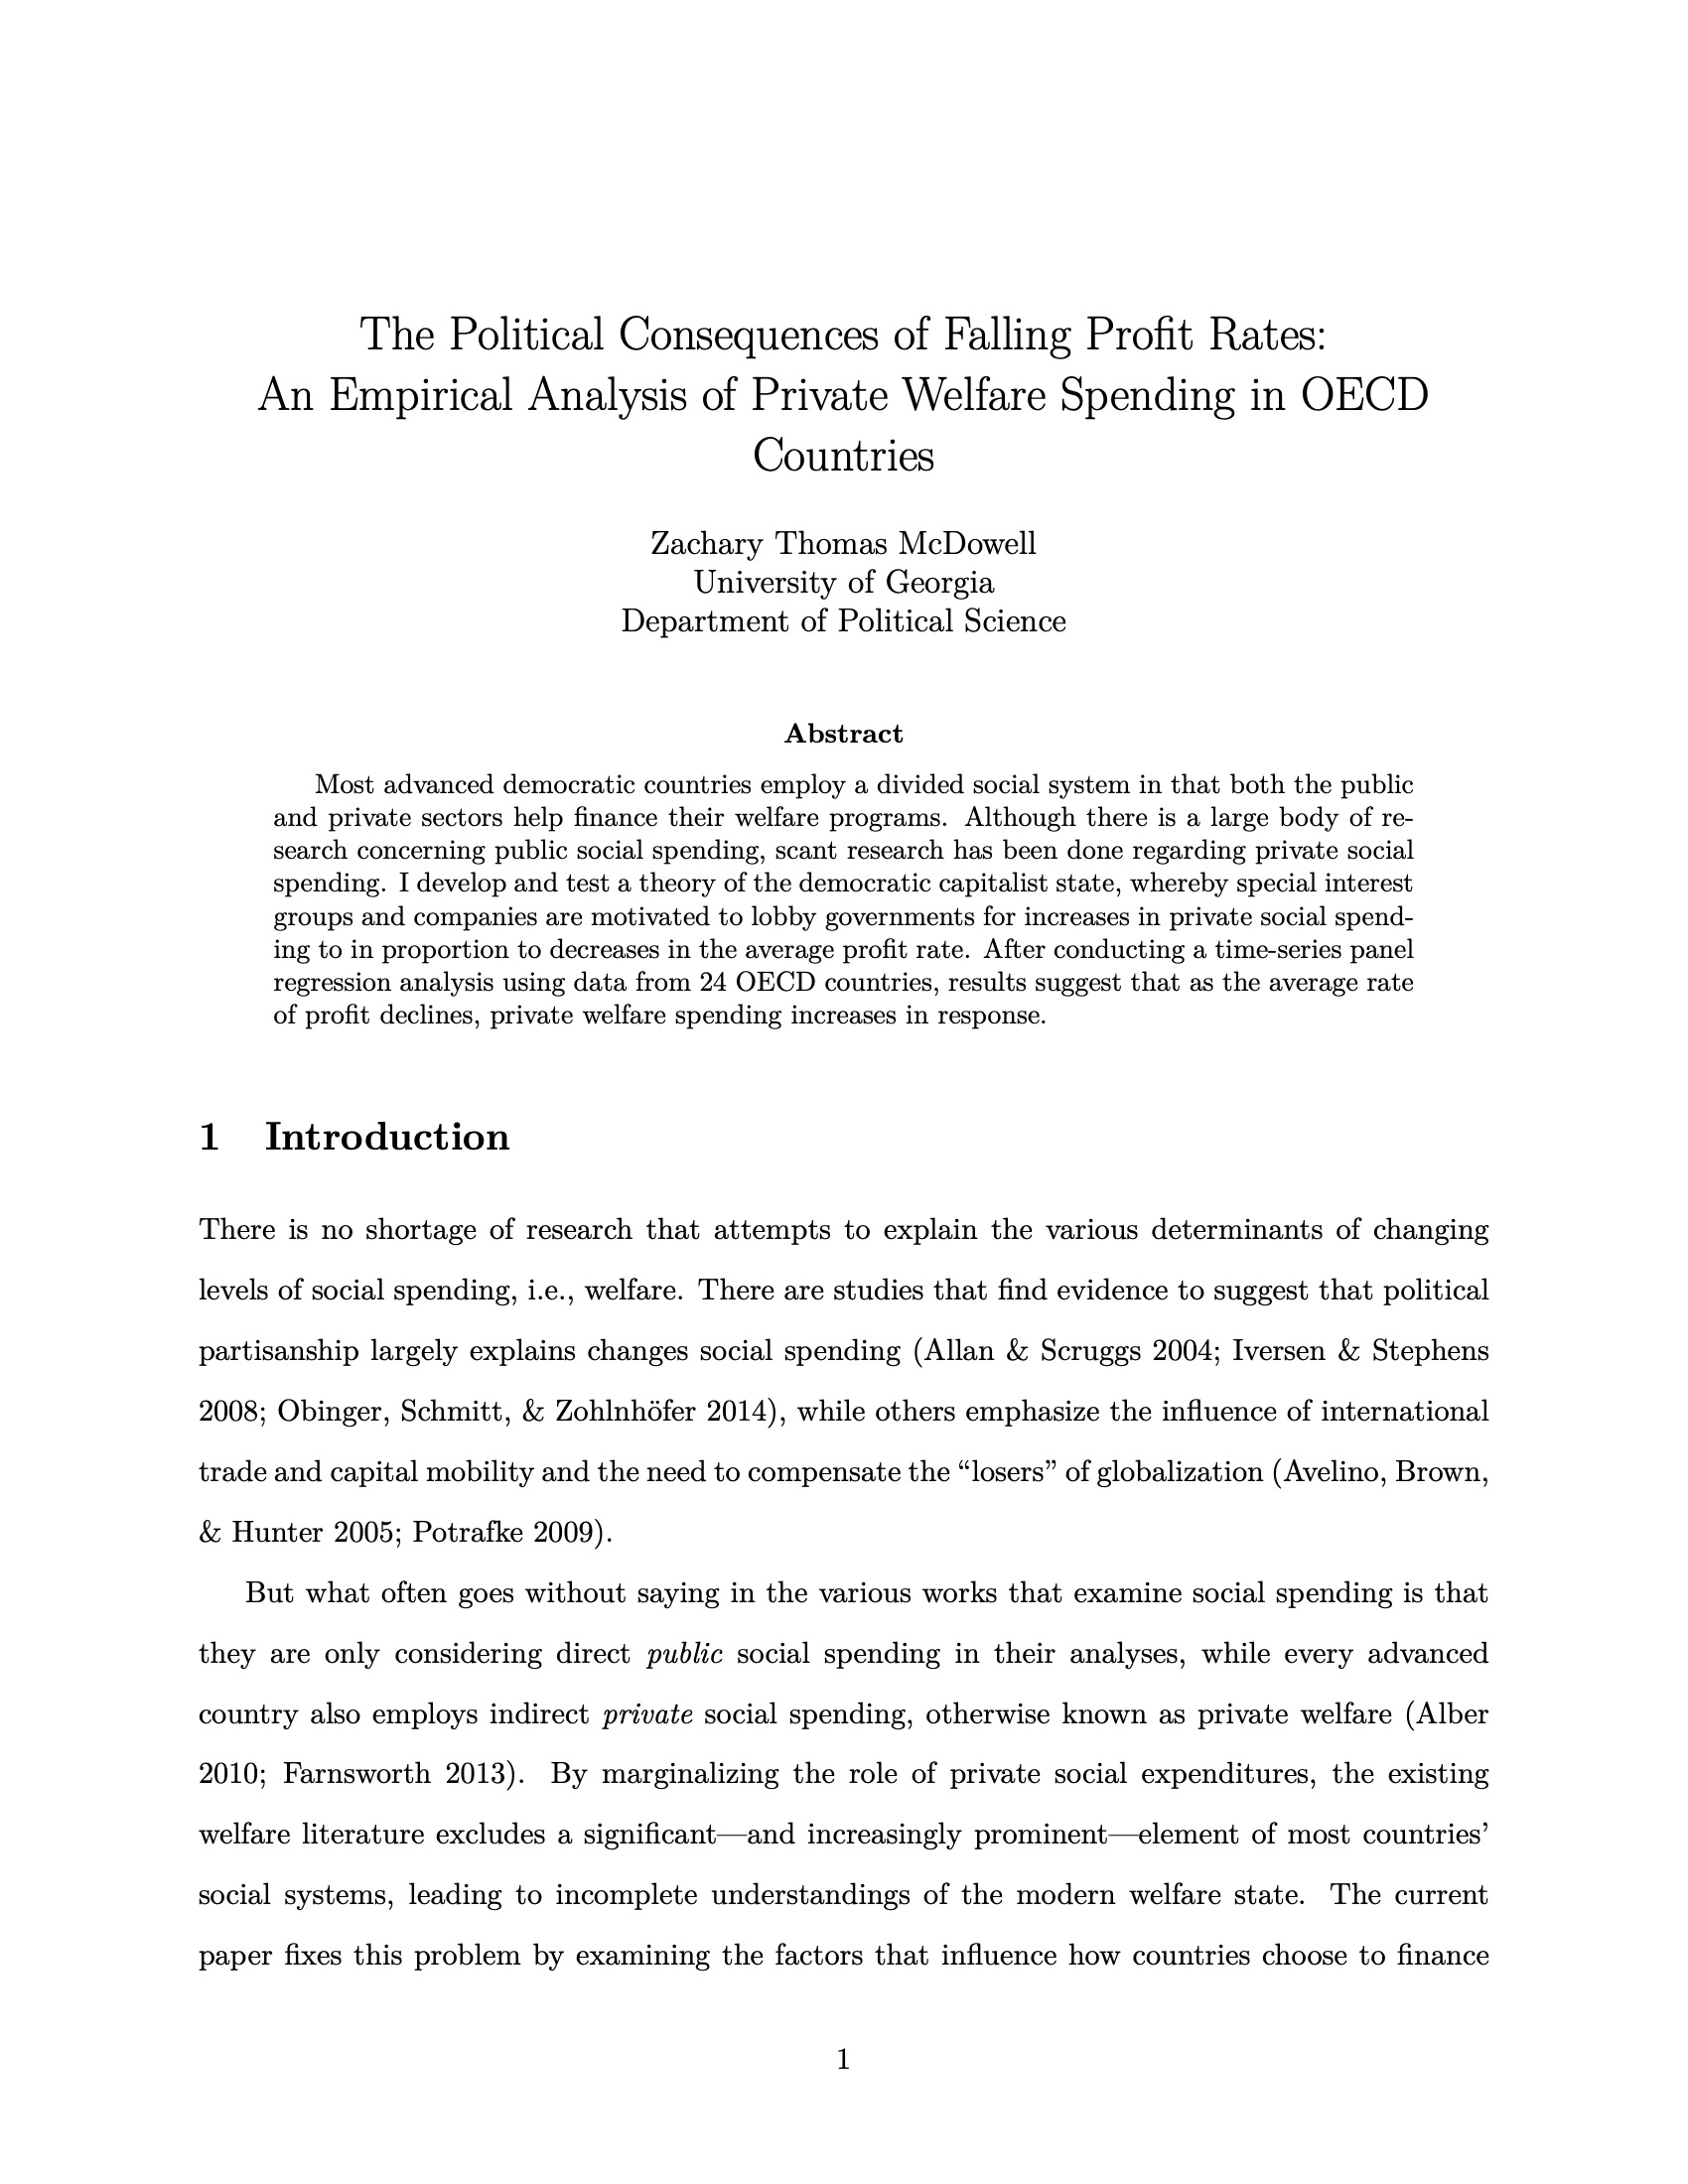 The Political Consequences of Falling Profit Rates:
An Empirical Analysis of Private Welfare Spending in OECD
Countries
Zachary Thomas McDowell
University of Georgia
Department of Political Science
Abstract
Most advanced democratic countries employ a divided social system in that both the public
and private sectors help finance their welfare programs. Although there is a large body of re-
search concerning public social spending, scant research has been done regarding private social
spending. I develop and test a theory of the democratic capitalist state, whereby special interest
groups and companies are motivated to lobby governments for increases in private social spend-
ing to in proportion to decreases in the average profit rate. After conducting a time-series panel
regression analysis using data from 24 OECD countries, results suggest that as the average rate
of profit declines, private welfare spending increases in response.
1 Introduction
There is no shortage of research that attempts to explain the various determinants of changing
levels of social spending, i.e., welfare. There are studies that find evidence to suggest that political
partisanship largely explains changes social spending (Allan & Scruggs 2004; Iversen & Stephens
2008; Obinger, Schmitt, & Zohlnhöfer 2014), while others emphasize the influence of international
trade and capital mobility and the need to compensate the “losers” of globalization (Avelino, Brown,
& Hunter 2005; Potrafke 2009).
But what often goes without saying in the various works that examine social spending is that
they are only considering direct public social spending in their analyses, while every advanced
country also employs indirect private social spending, otherwise known as private welfare (Alber
2010; Farnsworth 2013). By marginalizing the role of private social expenditures, the existing
welfare literature excludes a significant—and increasingly prominent—element of most countries’
social systems, leading to incomplete understandings of the modern welfare state. The current
paper fixes this problem by examining the factors that influence how countries choose to finance
1